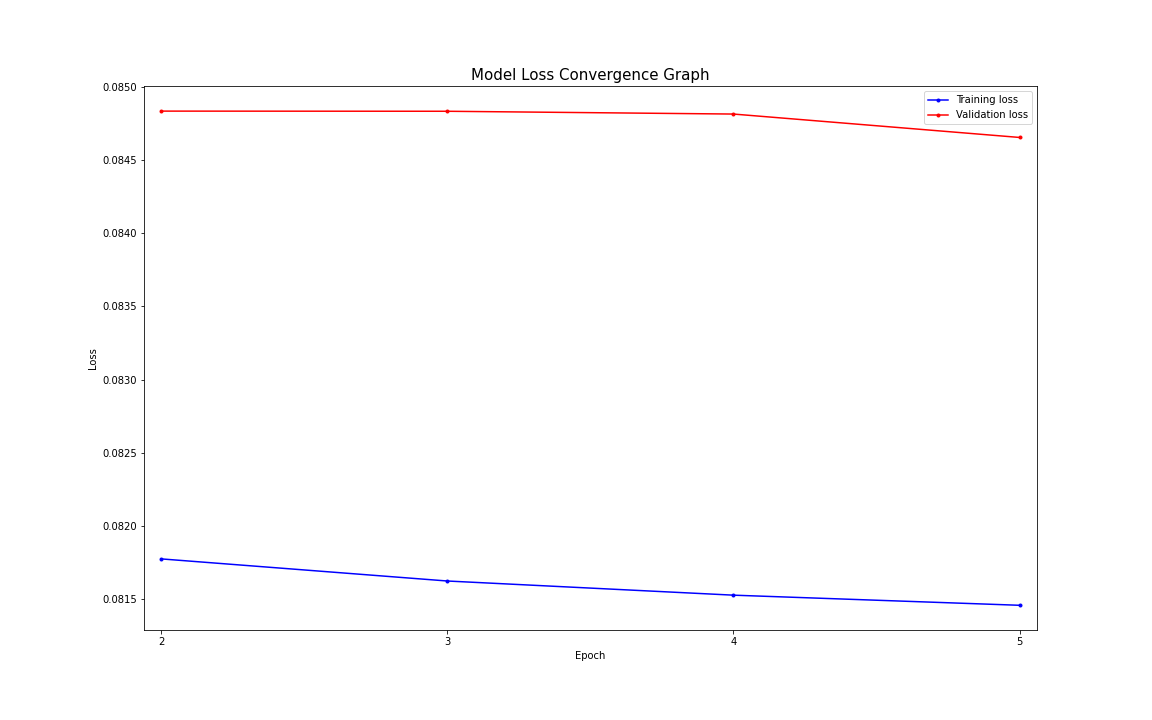 Model Loss Convergence Graph
0.0850
0.0845
0.0840
0.0835
0.0830
0.0825
0.0820
0.0815
Loss
Training loss
Validation loss
2 3 4 5
Epoch